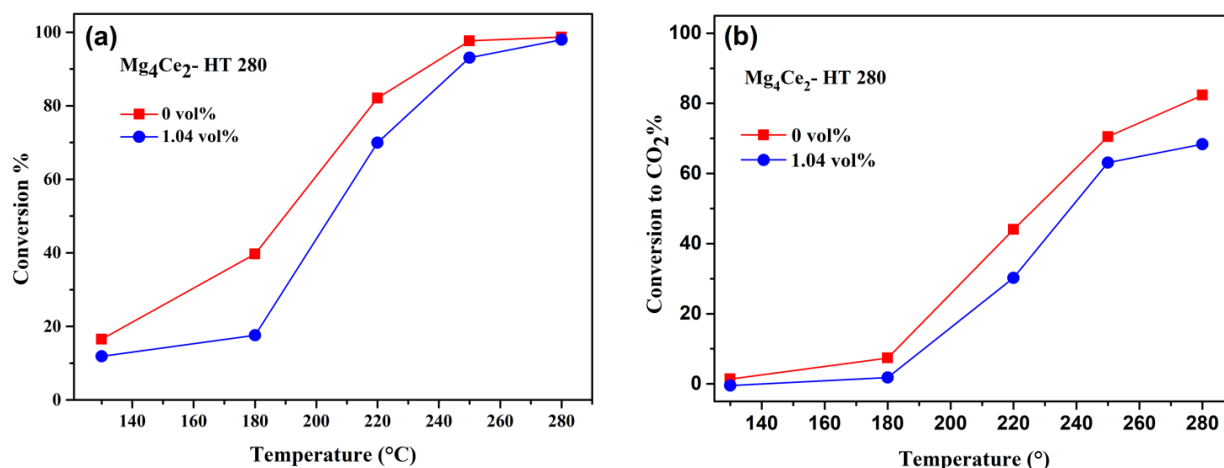 (a)
Mg₄Ce₂- HT 280
0 vol%
1.04 vol%
Conversion %
100
80
60
40
20
0
140 160 180 200 220 240 260 280
Temperature (°C)
(b)
Mg₄Ce₂- HT 280
0 vol%
1.04 vol%
Conversion to CO₂%
100
80
60
40
20
0
140 160 180 200 220 240 260 280
Temperature (°)